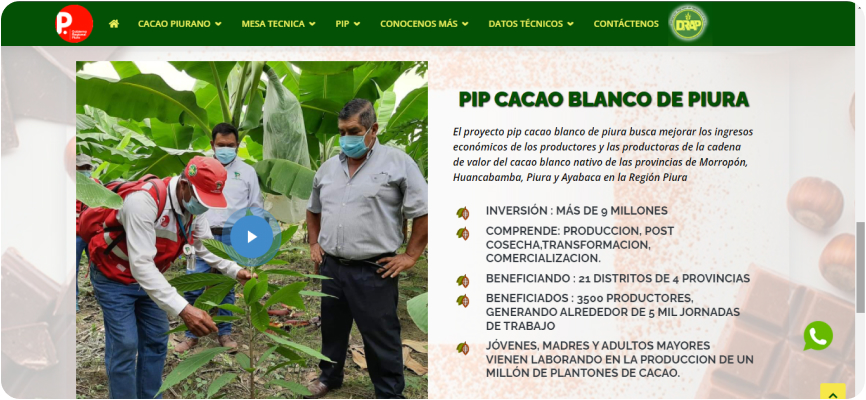 P. Gobierno Regional Piura
CACAO PIURANO MESA TECNICA PIP CONOCENOS MÁS DATOS TÉCNICOS CONTÁCTENOS
DRAP
PIP CACAO BLANCO DE PIURA
El proyecto pip cacao blanco de piura busca mejorar los ingresos
económicos de los productores y las productoras de la cadena
de valor del cacao blanco nativo de las provincias de Morropón,
Huancabamba, Piura y Ayabaca en la Región Piura
INVERSIÓN : MÁS DE 9 MILLONES
COMPRENDE: PRODUCCION, POST
COSECHA,TRANSFORMACION,
COMERCIALIZACION.
BENEFICIANDO : 21 DISTRITOS DE 4 PROVINCIAS
BENEFICIADOS : 3500 PRODUCTORES,
GENERANDO ALREDEDOR DE 5 MIL JORNADAS
DE TRABAJO
JÓVENES, MADRES Y ADULTOS MAYORES
VIENEN LABORANDO EN LA PRODUCCION DE UN
MILLÓN DE PLANTONES DE CACAO.